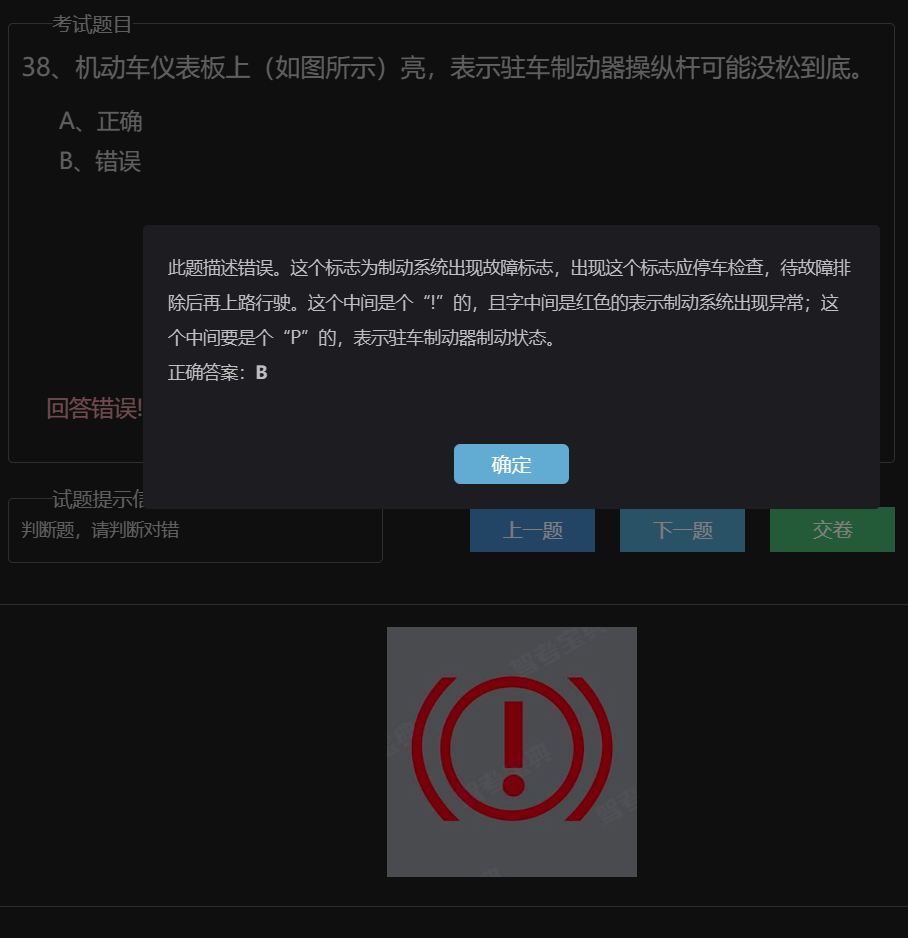 考试题目
38、机动车仪表板上（如图所示）亮，表示驻车制动器操纵杆可能没松到底。
A、正确
B、错误
此题描述错误。这个标志为制动系统出现故障标志，出现这个标志应停车检查，待故障排
除后再上路行驶。这个中间是个“!”的，且字中间是红色的表示制动系统出现异常；这
个中间要是个“P”的，表示驻车制动器制动状态。
正确答案：B
回答错误!
确定
试题提示信
判断题，请判断对错
上一题
下一题
交卷
智考宝典
智考宝典